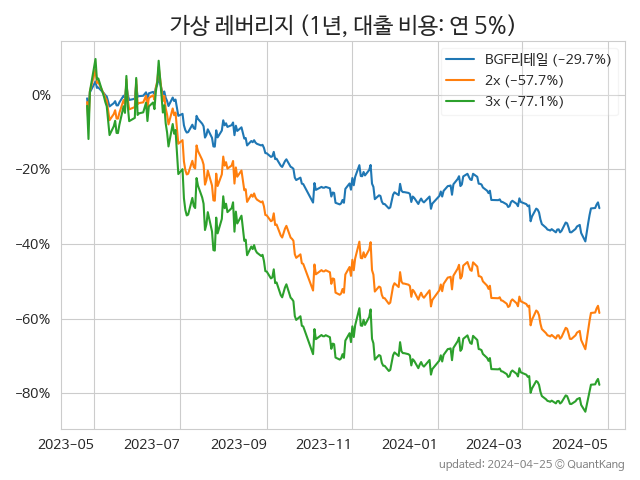 가상 레버리지 (1년, 대출 비용: 연 5%)
BGF리테일 (−29.7%)
2x (−57.7%)
3x (−77.1%)
0%
−20%
−40%
−60%
−80%
2023-05 2023-07 2023-09 2023-11 2024-01 2024-03 2024-05
updated: 2024-04-25 © QuantKang